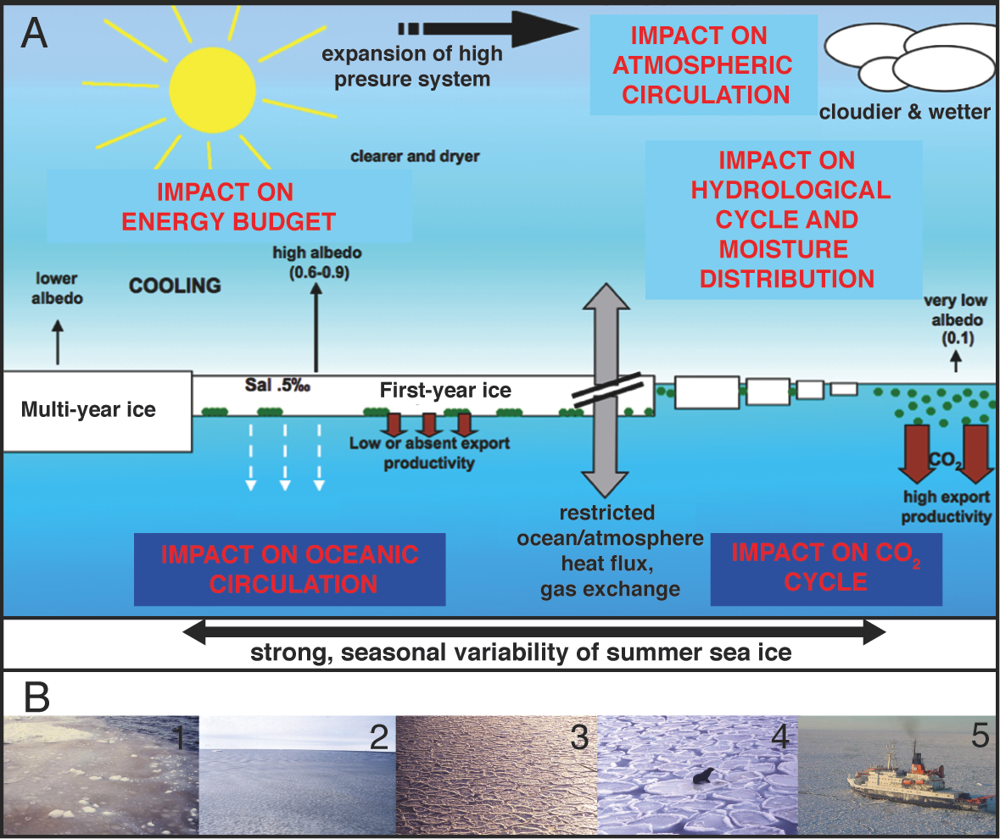 A
expansion of high
presure system
IMPACT ON
ATMOSPHERIC
CIRCULATION
cloudier & wetter
clearer and dryer
IMPACT ON
ENERGY BUDGET
IMPACT ON
HYDROLOGICAL
CYCLE AND
MOISTURE
DISTRIBUTION
high albedo
(0.6-0.9)
lower
albedo
COOLING
very low
albedo
(0.1)
Multi-year ice
Sal .5‰
First-year ice
Low or absent export
productivity
CO₂
high export
productivity
restricted
ocean/atmosphere
heat flux,
gas exchange
IMPACT ON OCEANIC
CIRCULATION
IMPACT ON CO₂
CYCLE
strong, seasonal variability of summer sea ice
B
1
2
3
4
5